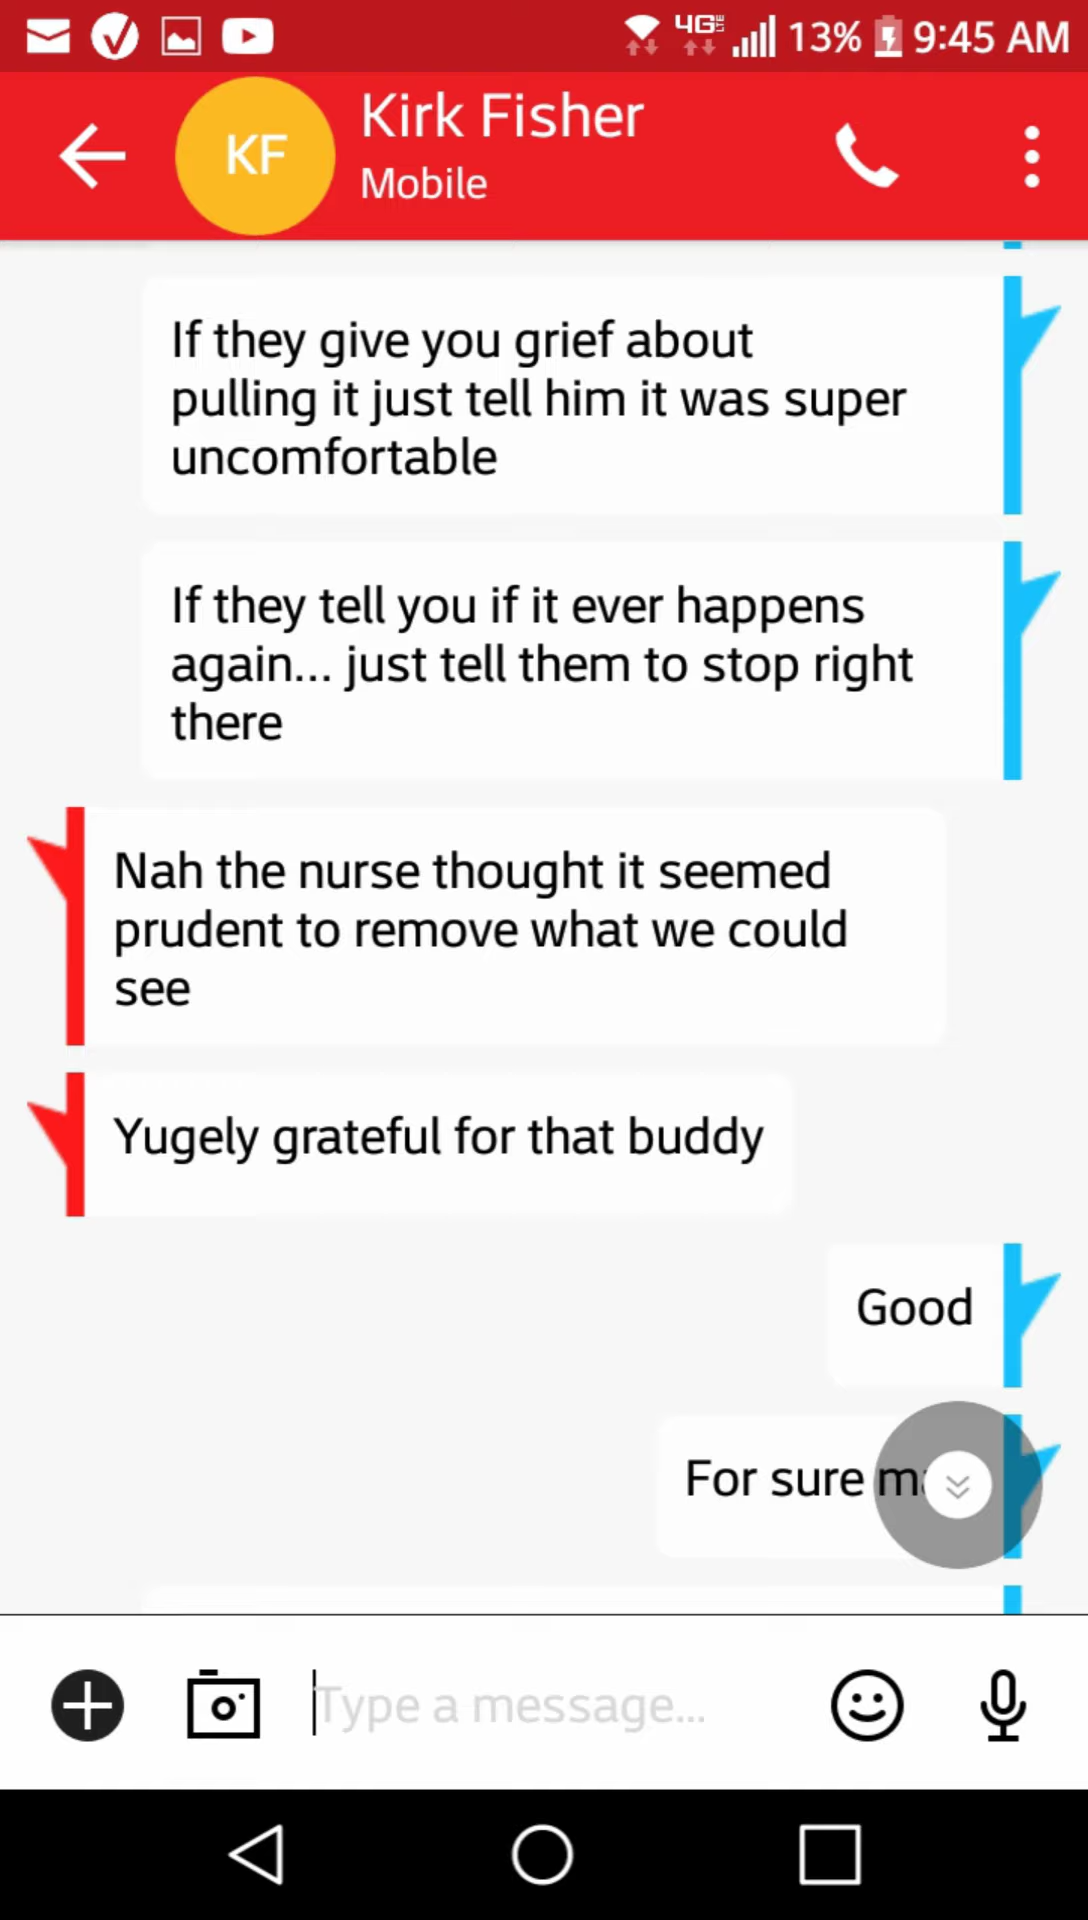 4G LTE 13% 9:45 AM
KF
Kirk Fisher
Mobile
If they give you grief about
pulling it just tell him it was super
uncomfortable
If they tell you if it ever happens
again... just tell them to stop right
there
Nah the nurse thought it seemed
prudent to remove what we could
see
Yugely grateful for that buddy
Good
For sure
Type a message...